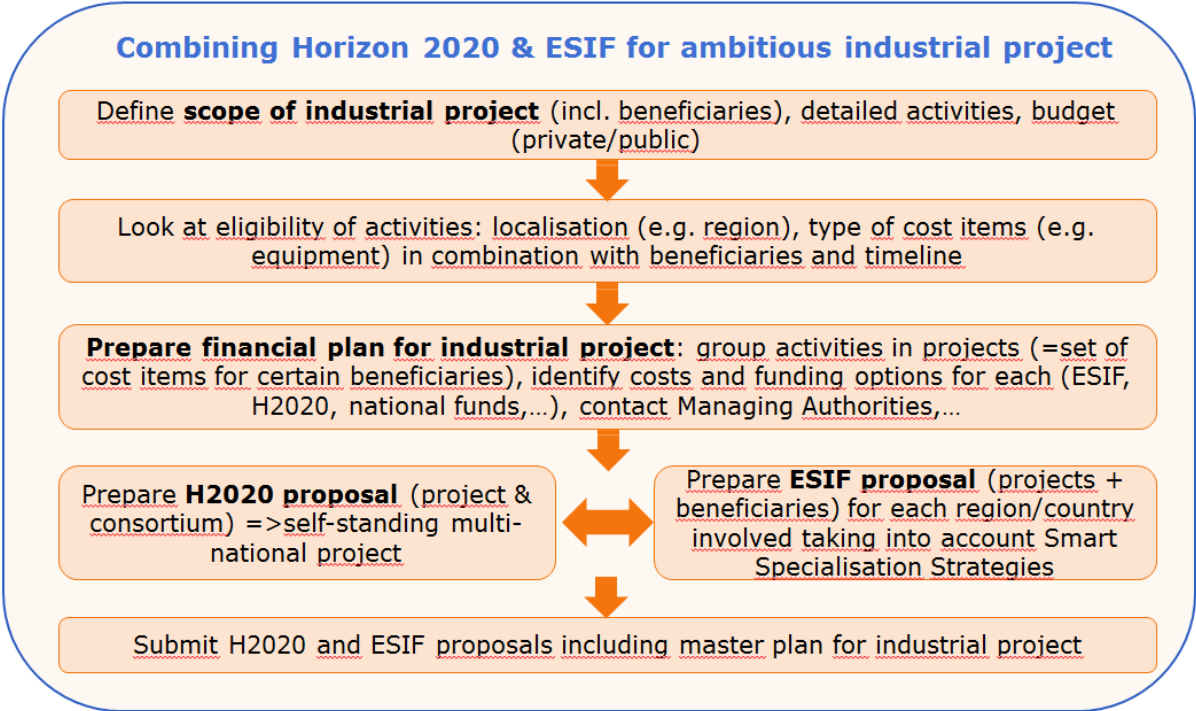 Combining Horizon 2020 & ESIF for ambitious industrial project
Define scope of industrial project (incl. beneficiaries), detailed activities, budget
(private/public)
Look at eligibility of activities: localisation (e.g. region), type of cost items (e.g.
equipment) in combination with beneficiaries and timeline
Prepare financial plan for industrial project: group activities in projects (=set of
cost items for certain beneficiaries), identify costs and funding options for each (ESIF,
H2020, national funds,...), contact Managing Authorities,...
Prepare H2020 proposal (project &
consortium) =>self-standing multi-
national project
Prepare ESIF proposal (projects +
beneficiaries) for each region/country
involved taking into account Smart
Specialisation Strategies
Submit H2020 and ESIF proposals including master plan for industrial project